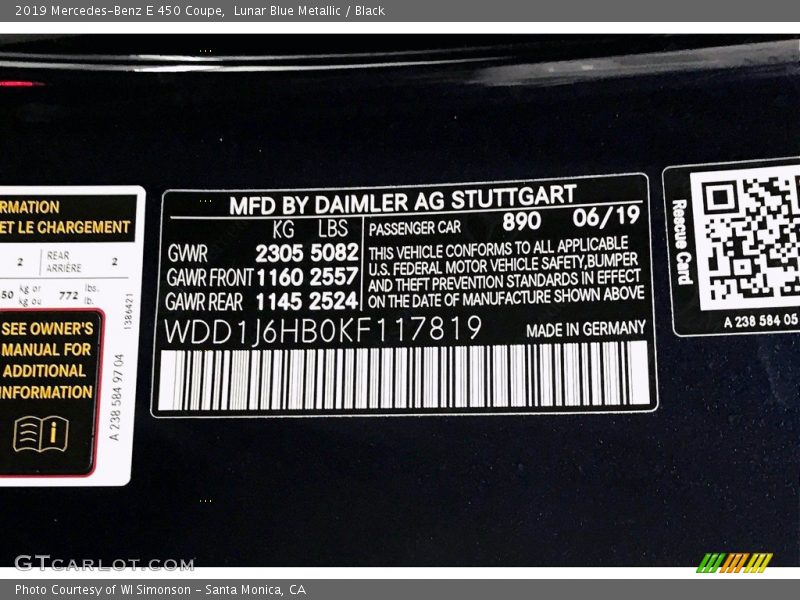 2019 Mercedes-Benz E 450 Coupe,  Lunar Blue Metallic / Black
RMATION
ET LE CHARGEMENT
2 REAR ARRIÈRE 2
50 kg or kg ou 772 lbs. lb.
1386421
SEE OWNER'S
MANUAL FOR
ADDITIONAL
INFORMATION
A 238 584 97 04
MFD BY DAIMLER AG STUTTGART
KG LBS
GWWR 2305 5082
GAWR FRONT 1160 2557
GAWR REAR 1145 2524
PASSENGER CAR 890 06/19
THIS VEHICLE CONFORMS TO ALL APPLICABLE
U.S. FEDERAL MOTOR VEHICLE SAFETY,BUMPER
AND THEFT PREVENTION STANDARDS IN EFFECT
ON THE DATE OF MANUFACTURE SHOWN ABOVE
WDD1J6HB0KF117819 MADE IN GERMANY
Rescue Card
A 238 584 05
GTCARLOT.COM
Photo Courtesy of WI Simonson - Santa Monica, CA